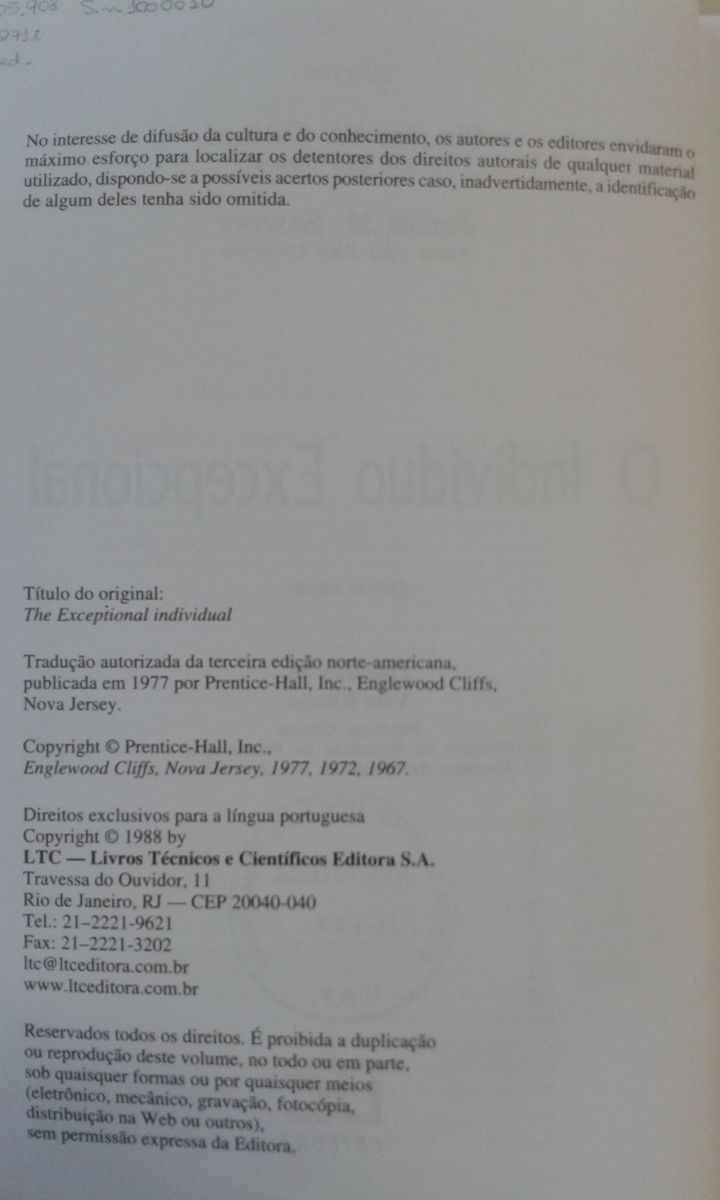 05.908 S.m. 1000020
2971l
ed.
No interesse de difusão da cultura e do conhecimento, os autores e os editores envidaram o
máximo esforço para localizar os detentores dos direitos autorais de qualquer material
utilizado, dispondo-se a possíveis acertos posteriores caso, inadvertidamente, a identificação
de algum deles tenha sido omitida.
O Indivíduo Excepcional
Título do original:
The Exceptional individual
Tradução autorizada da terceira edição norte-americana,
publicada em 1977 por Prentice-Hall, Inc., Englewood Cliffs,
Nova Jersey.
Copyright © Prentice-Hall, Inc.,
Englewood Cliffs, Nova Jersey, 1977, 1972, 1967.
Direitos exclusivos para a língua portuguesa
Copyright © 1988 by
LTC — Livros Técnicos e Científicos Editora S.A.
Travessa do Ouvidor, 11
Rio de Janeiro, RJ — CEP 20040-040
Tel.: 21–2221-9621
Fax: 21–2221-3202
ltc@ltceditora.com.br
www.ltceditora.com.br
Reservados todos os direitos. É proibida a duplicação
ou reprodução deste volume, no todo ou em parte,
sob quaisquer formas ou por quaisquer meios
(eletrônico, mecânico, gravação, fotocópia,
distribuição na Web ou outros),
sem permissão expressa da Editora.